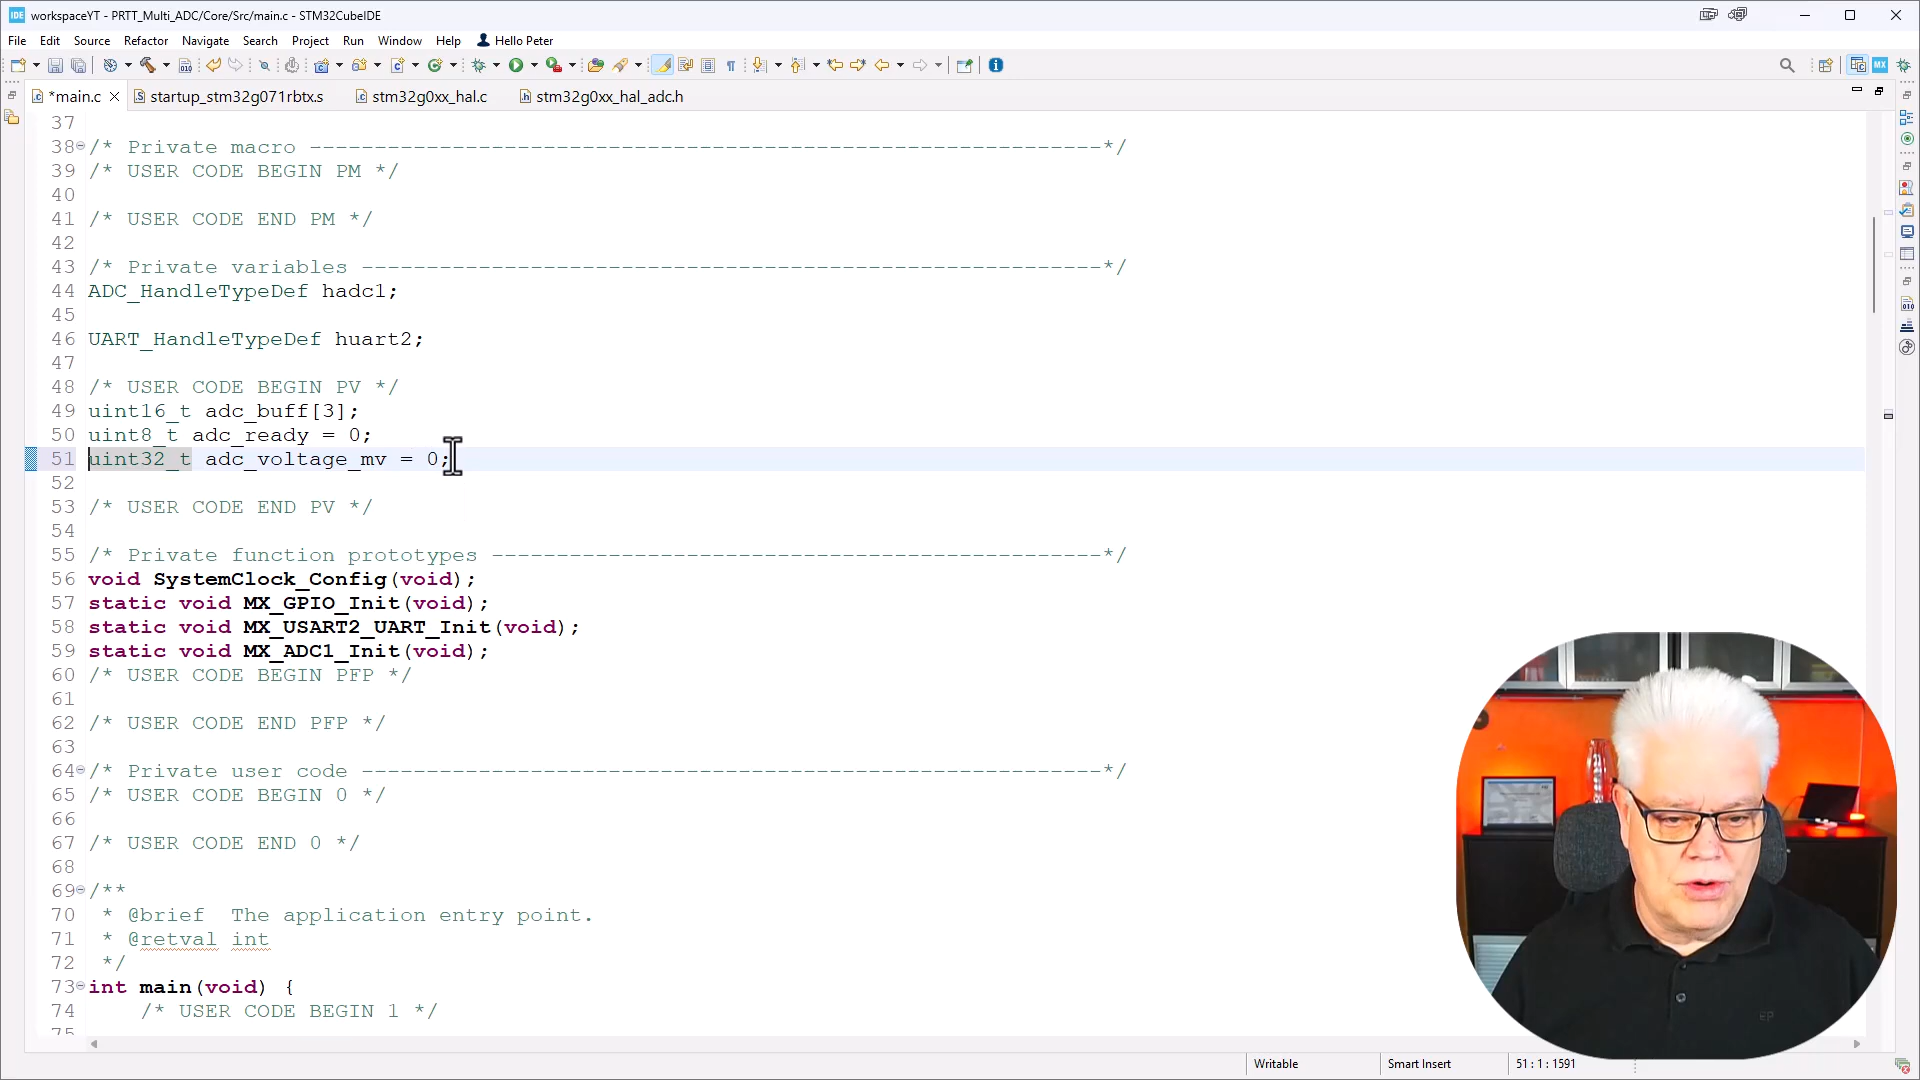 workspaceYT - PRTT_Multi_ADC/Core/Src/main.c - STM32CubeIDE
File Edit Source Refactor Navigate Search Project Run Window Help Hello Peter
*main.c startup_stm32g071rbtx.s stm32g0xx_hal.c stm32g0xx_hal_adc.h
37
38 /* Private macro -------------------------------------------------------------*/
39 /* USER CODE BEGIN PM */
40
41 /* USER CODE END PM */
42
43 /* Private variables ---------------------------------------------------------*/
44 ADC_HandleTypeDef hadc1;
45
46 UART_HandleTypeDef huart2;
47
48 /* USER CODE BEGIN PV */
49 uint16_t adc_buff[3];
50 uint8_t adc_ready = 0;
51 uint32_t adc_voltage_mv = 0;
52
53 /* USER CODE END PV */
54
55 /* Private function prototypes -----------------------------------------------*/
56 void SystemClock_Config(void);
57 static void MX_GPIO_Init(void);
58 static void MX_USART2_UART_Init(void);
59 static void MX_ADC1_Init(void);
60 /* USER CODE BEGIN PFP */
61
62 /* USER CODE END PFP */
63
64 /* Private user code ---------------------------------------------------------*/
65 /* USER CODE BEGIN 0 */
66
67 /* USER CODE END 0 */
68
69 /**
70 * @brief The application entry point.
71 * @retval int
72 */
73 int main(void) {
74 /* USER CODE BEGIN 1 */
75
Writable Smart Insert 51 : 1 : 1591